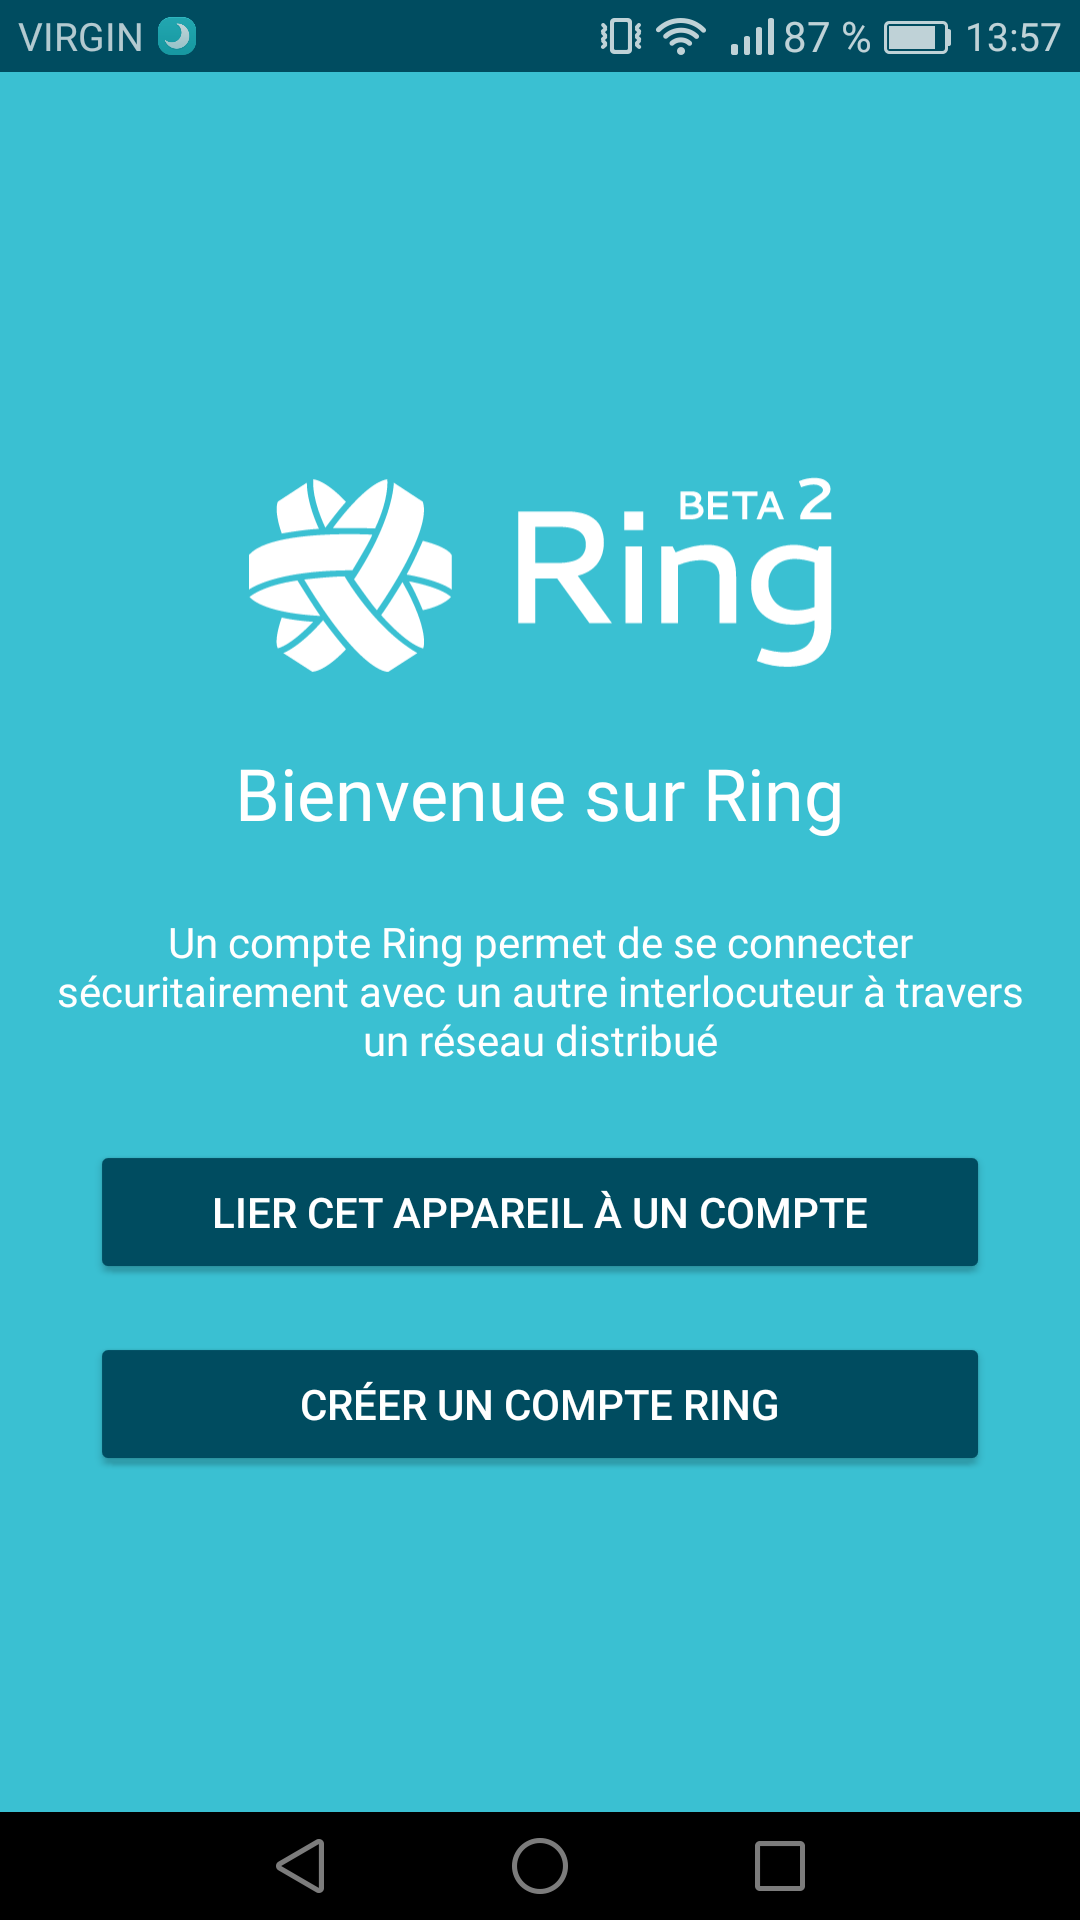 VIRGIN 87 % 13:57
BETA 2
Ring
Bienvenue sur Ring
Un compte Ring permet de se connecter
sécuritairement avec un autre interlocuteur à travers
un réseau distribué
LIER CET APPAREIL À UN COMPTE
CRÉER UN COMPTE RING